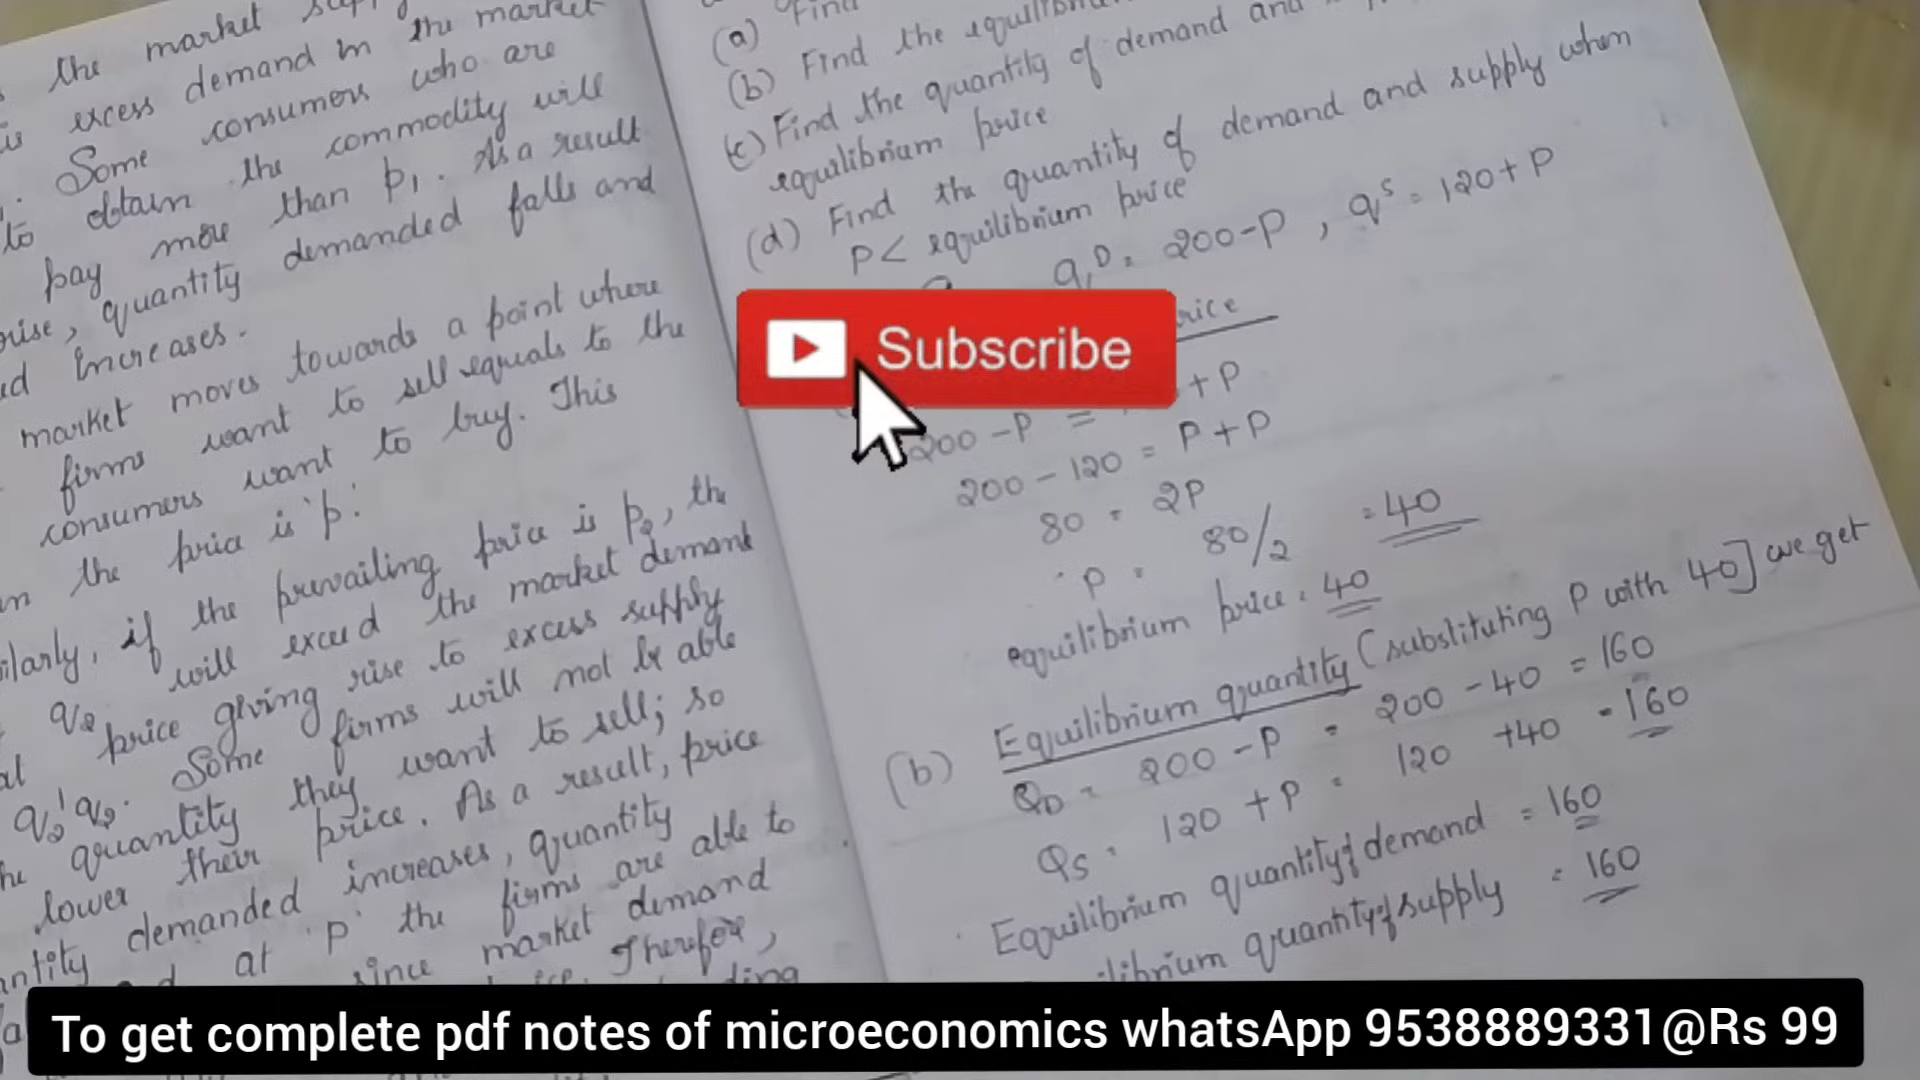 the market
is excess demand in the market
Some consumers who are
to obtain the commodity will
pay more than p₁. As a result
rise, quantity demanded falls and
increases.
market moves towards a point where
firms want to sell equals to the
consumers want to buy. This
the price is 'p'.
if the prevailing price is p₂, the
will exceed the market demand
q₂ price giving rise to excess supply
q₂'q₂. Some firms will not be able
quantity they want to sell; so
lower their price. As a result, price
demanded increases, quantity
at 'p' the firms are able to
since market demand
Therefore,
(a) Find
(b) Find the
(c) Find the quantity of demand and
equilibrium price
(d) Find the quantity of demand and supply when
P < equilibrium price
qᴰ = 200-P , qˢ = 120+P
Subscribe
200 -P = + P
200 - 120 = P + P
80 = 2P
P = 80/2 = 40
equilibrium price = 40
(b) Equilibrium quantity (substituting P with 40] we get
QD = 200 - P = 200 - 40 = 160
QS = 120 + P = 120 +40 = 160
Equilibrium quantity of demand = 160
quantity of supply = 160
To get complete pdf notes of microeconomics whatsApp 9538889331@Rs 99